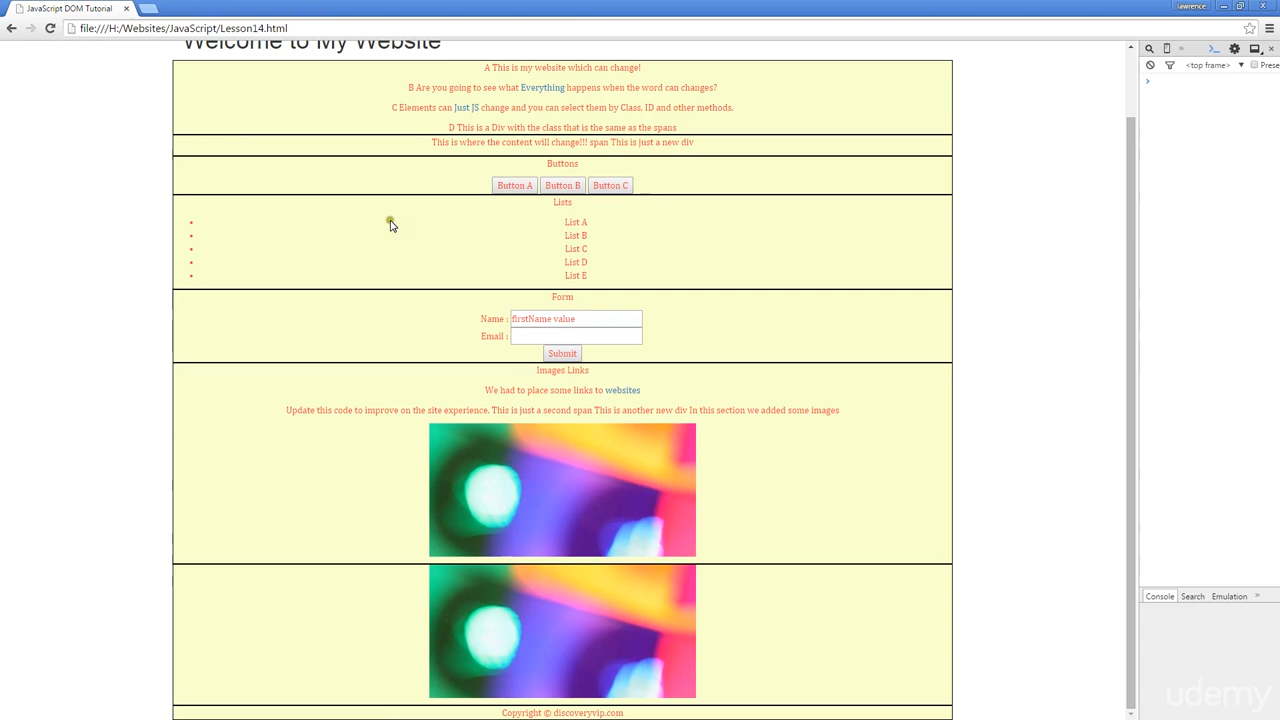 JavaScript DOM Tutorial
lawrence
file:///H:/Websites/JavaScript/Lesson14.html
Welcome to My Website
<top frame>
Prese
A This is my website which can change!
B Are you going to see what Everything happens when the word can changes?
C Elements can Just JS change and you can select them by Class, ID and other methods.
D This is a Div with the class that is the same as the spans
This is where the content will change!!! span This is just a new div
Buttons
Button A Button B Button C
Lists
• List A
• List B
• List C
• List D
• List E
Form
Name : firstName value
Email :
Submit
Images Links
We had to place some links to websites
Update this code to improve on the site experience. This is just a second span This is another new div In this section we added some images
Console Search Emulation
Copyright © discoveryvip.com
udemy